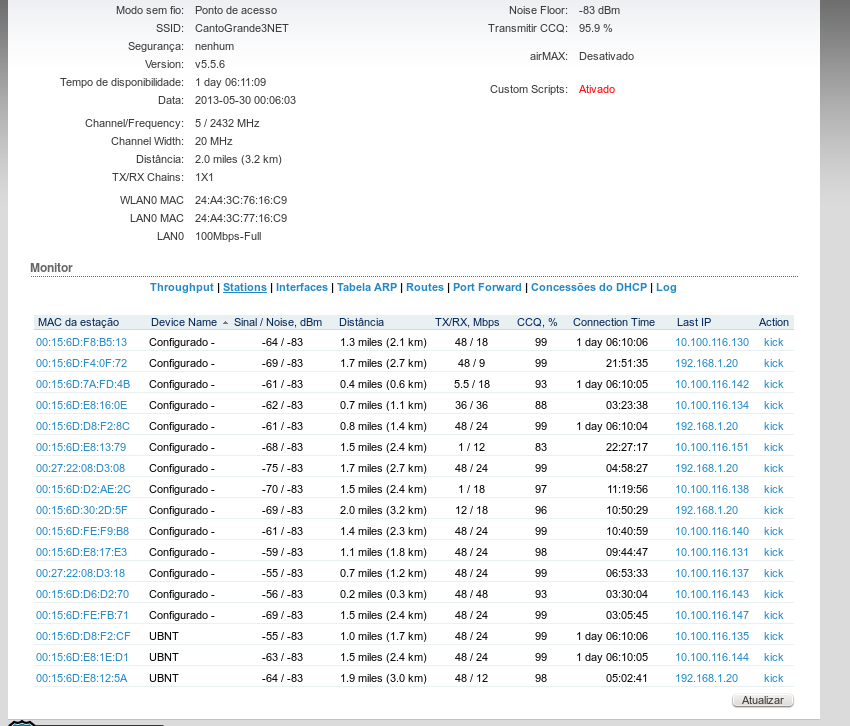 Modo sem fio: Ponto de acesso Noise Floor: -83 dBm
SSID: CantoGrande3NET Transmitir CCQ: 95.9 %
Segurança: nenhum
airMAX: Desativado
Version: v5.5.6
Tempo de disponibilidade: 1 day 06:11:09
Custom Scripts: Ativado
Data: 2013-05-30 00:06:03
Channel/Frequency: 5 / 2432 MHz
Channel Width: 20 MHz
Distância: 2.0 miles (3.2 km)
TX/RX Chains: 1X1
WLAN0 MAC 24:A4:3C:76:16:C9
LAN0 MAC 24:A4:3C:77:16:C9
LAN0 100Mbps-Full
Monitor
Throughput | Stations | Interfaces | Tabela ARP | Routes | Port Forward | Concessões do DHCP | Log
MAC da estação Device Name Sinal / Noise, dBm Distância TX/RX, Mbps CCQ, % Connection Time Last IP Action
00:15:6D:F8:B5:13 Configurado - -64 / -83 1.3 miles (2.1 km) 48 / 18 99 1 day 06:10:06 10.100.116.130 kick
00:15:6D:F4:0F:72 Configurado - -69 / -83 1.7 miles (2.7 km) 48 / 9 99 21:51:35 192.168.1.20 kick
00:15:6D:7A:FD:4B Configurado - -61 / -83 0.4 miles (0.6 km) 5.5 / 18 93 1 day 06:10:05 10.100.116.142 kick
00:15:6D:E8:16:0E Configurado - -62 / -83 0.7 miles (1.1 km) 36 / 36 88 03:23:38 10.100.116.134 kick
00:15:6D:D8:F2:8C Configurado - -61 / -83 0.8 miles (1.4 km) 48 / 24 99 1 day 06:10:04 192.168.1.20 kick
00:15:6D:E8:13:79 Configurado - -68 / -83 1.5 miles (2.4 km) 1 / 12 83 22:27:17 10.100.116.151 kick
00:27:22:08:D3:08 Configurado - -75 / -83 1.7 miles (2.7 km) 48 / 24 99 04:58:27 192.168.1.20 kick
00:15:6D:D2:AE:2C Configurado - -70 / -83 1.5 miles (2.4 km) 1 / 18 97 11:19:56 10.100.116.138 kick
00:15:6D:30:2D:5F Configurado - -69 / -83 2.0 miles (3.2 km) 12 / 18 96 10:50:29 192.168.1.20 kick
00:15:6D:FE:F9:B8 Configurado - -61 / -83 1.4 miles (2.3 km) 48 / 24 99 10:40:59 10.100.116.140 kick
00:15:6D:E8:17:E3 Configurado - -59 / -83 1.1 miles (1.8 km) 48 / 24 98 09:44:47 10.100.116.131 kick
00:27:22:08:D3:18 Configurado - -55 / -83 0.7 miles (1.2 km) 48 / 24 99 06:53:33 10.100.116.137 kick
00:15:6D:D6:D2:70 Configurado - -56 / -83 0.2 miles (0.3 km) 48 / 48 93 03:30:04 10.100.116.143 kick
00:15:6D:FE:FB:71 Configurado - -69 / -83 1.5 miles (2.4 km) 48 / 24 99 03:05:45 10.100.116.147 kick
00:15:6D:D8:F2:CF UBNT -55 / -83 1.0 miles (1.7 km) 48 / 24 99 1 day 06:10:06 10.100.116.135 kick
00:15:6D:E8:1E:D1 UBNT -63 / -83 1.5 miles (2.4 km) 48 / 24 99 1 day 06:10:05 10.100.116.144 kick
00:15:6D:E8:12:5A UBNT -64 / -83 1.9 miles (3.0 km) 48 / 12 98 05:02:41 192.168.1.20 kick
Atualizar